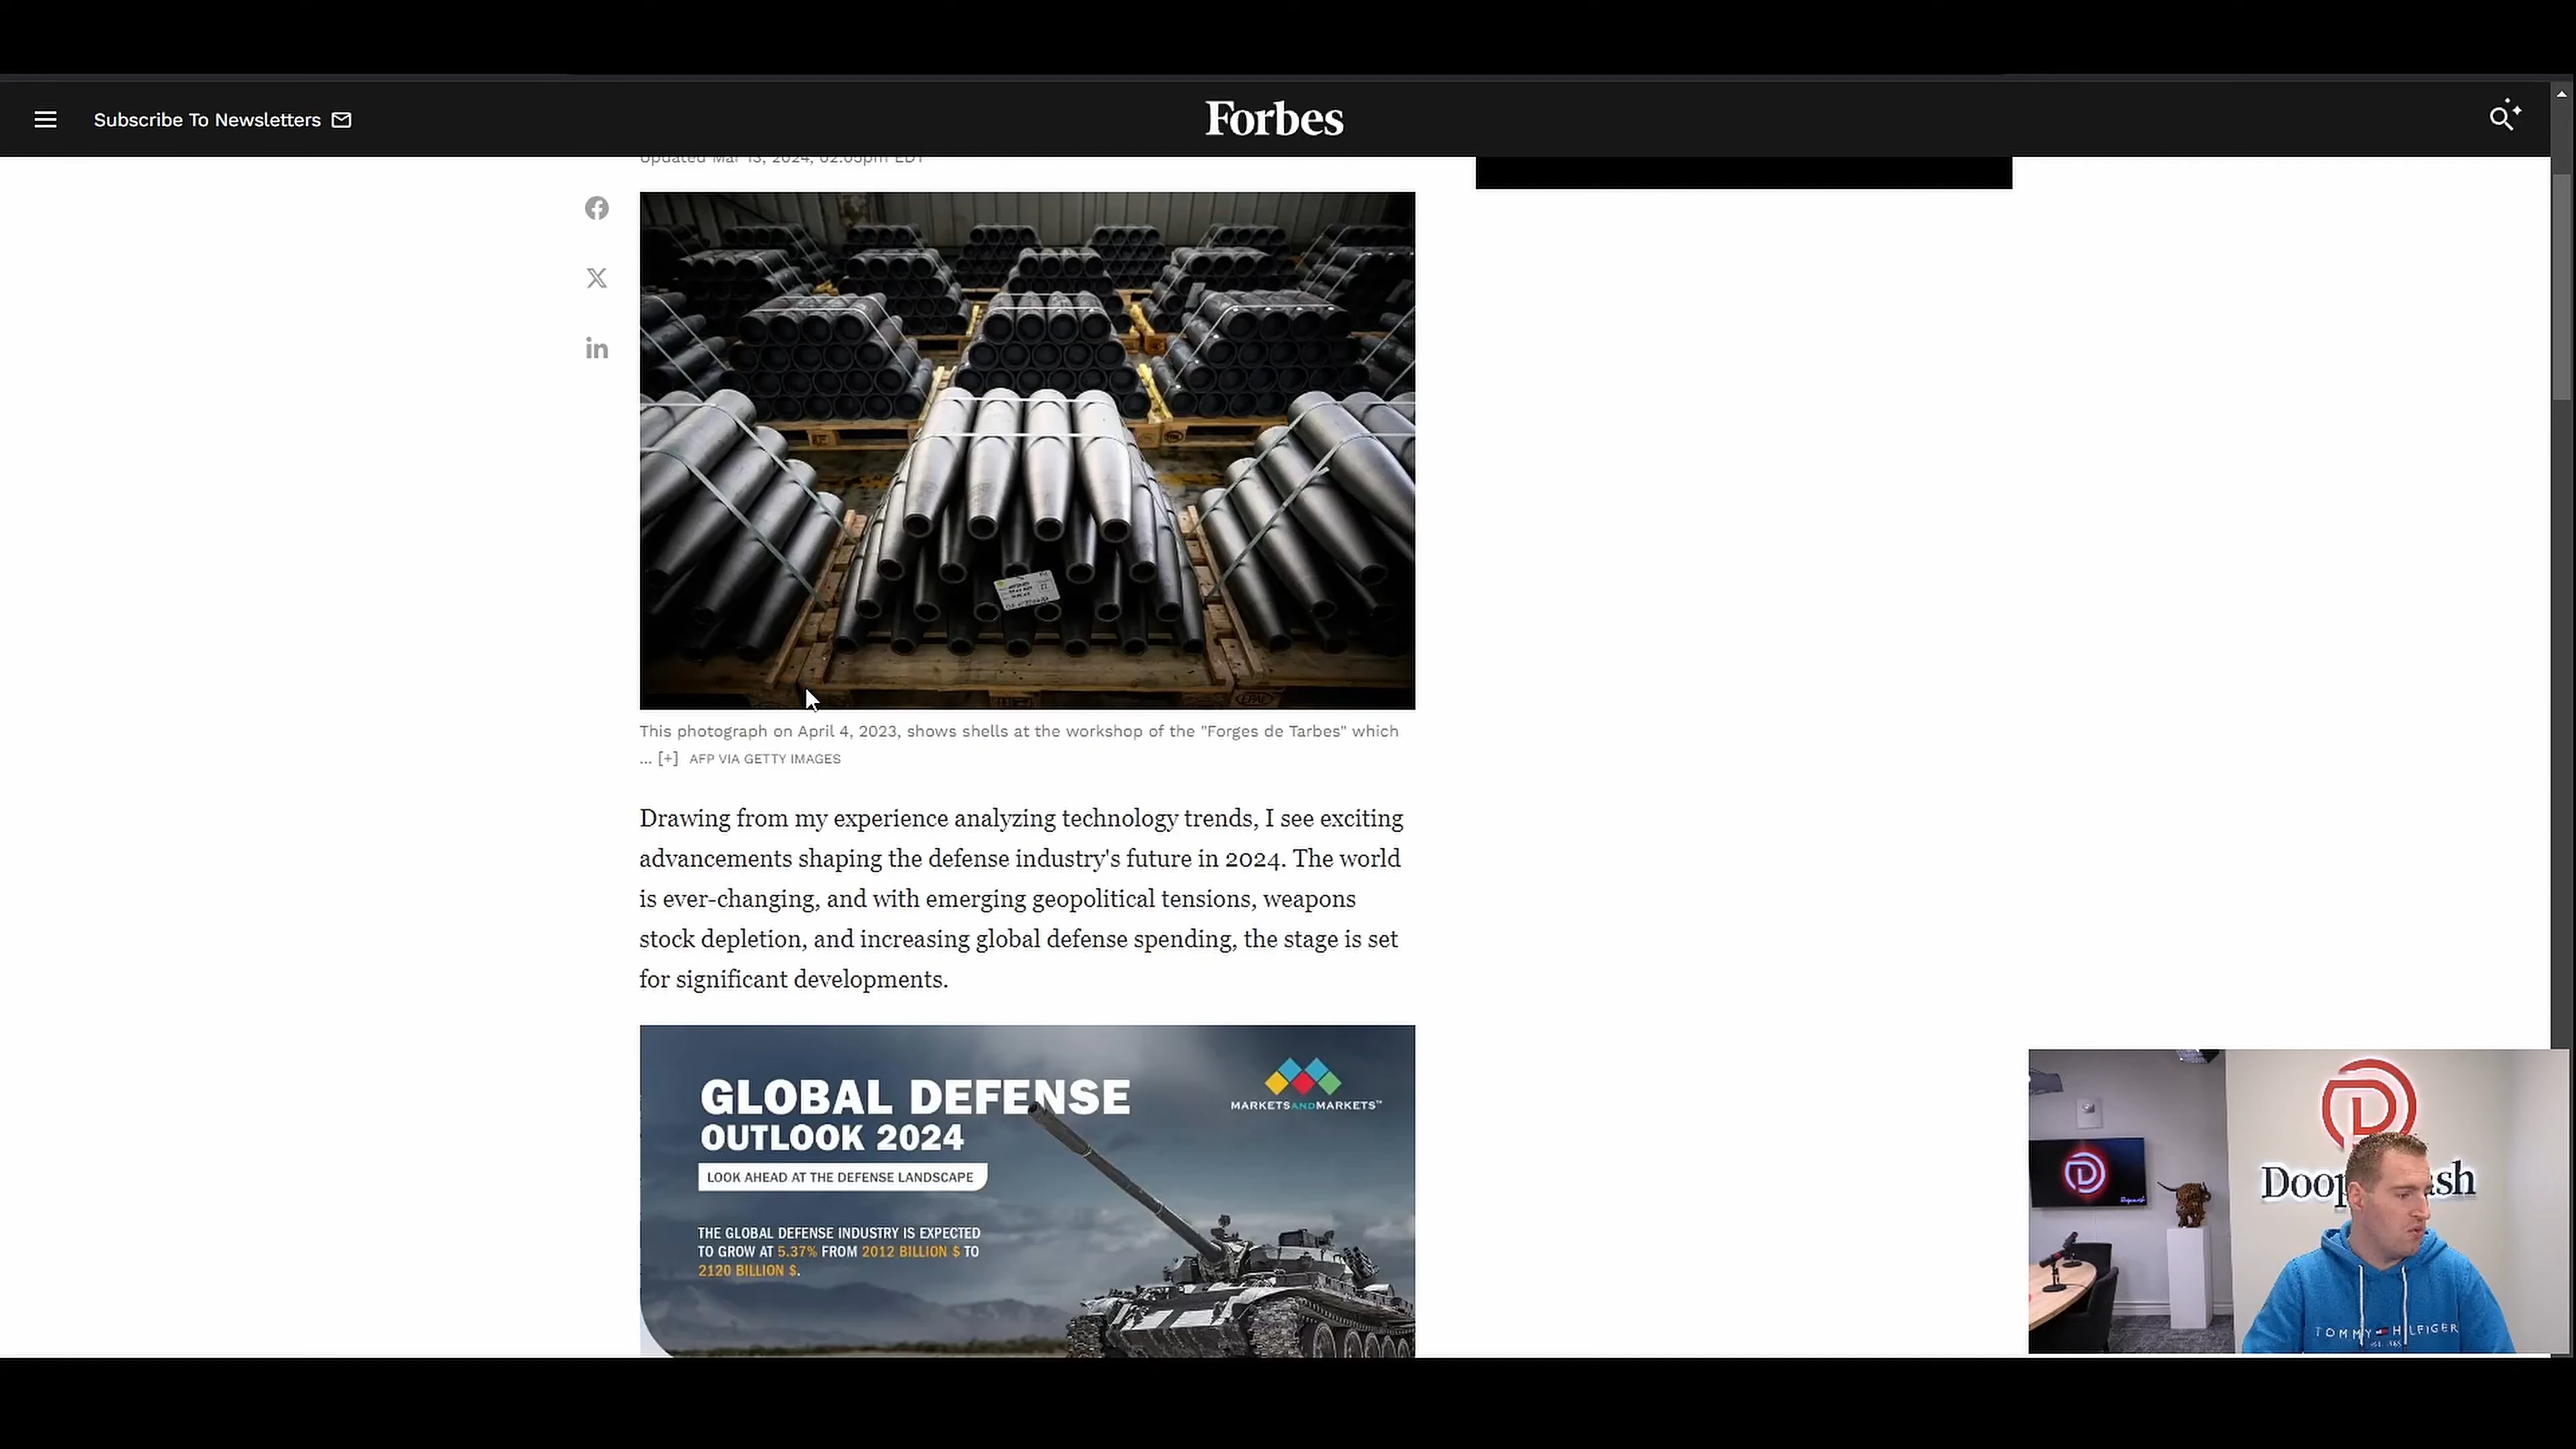 Subscribe To Newsletters
Forbes
Updated Mar 13, 2024, 02:05pm EDT
This photograph on April 4, 2023, shows shells at the workshop of the "Forges de Tarbes" which
... [+] AFP VIA GETTY IMAGES
Drawing from my experience analyzing technology trends, I see exciting
advancements shaping the defense industry's future in 2024. The world
is ever-changing, and with emerging geopolitical tensions, weapons
stock depletion, and increasing global defense spending, the stage is set
for significant developments.
GLOBAL DEFENSE
OUTLOOK 2024
LOOK AHEAD AT THE DEFENSE LANDSCAPE
THE GLOBAL DEFENSE INDUSTRY IS EXPECTED
TO GROW AT 5.37% FROM 2012 BILLION $ TO
2120 BILLION $.
MARKETSANDMARKETS™
TOMMY HILFIGER